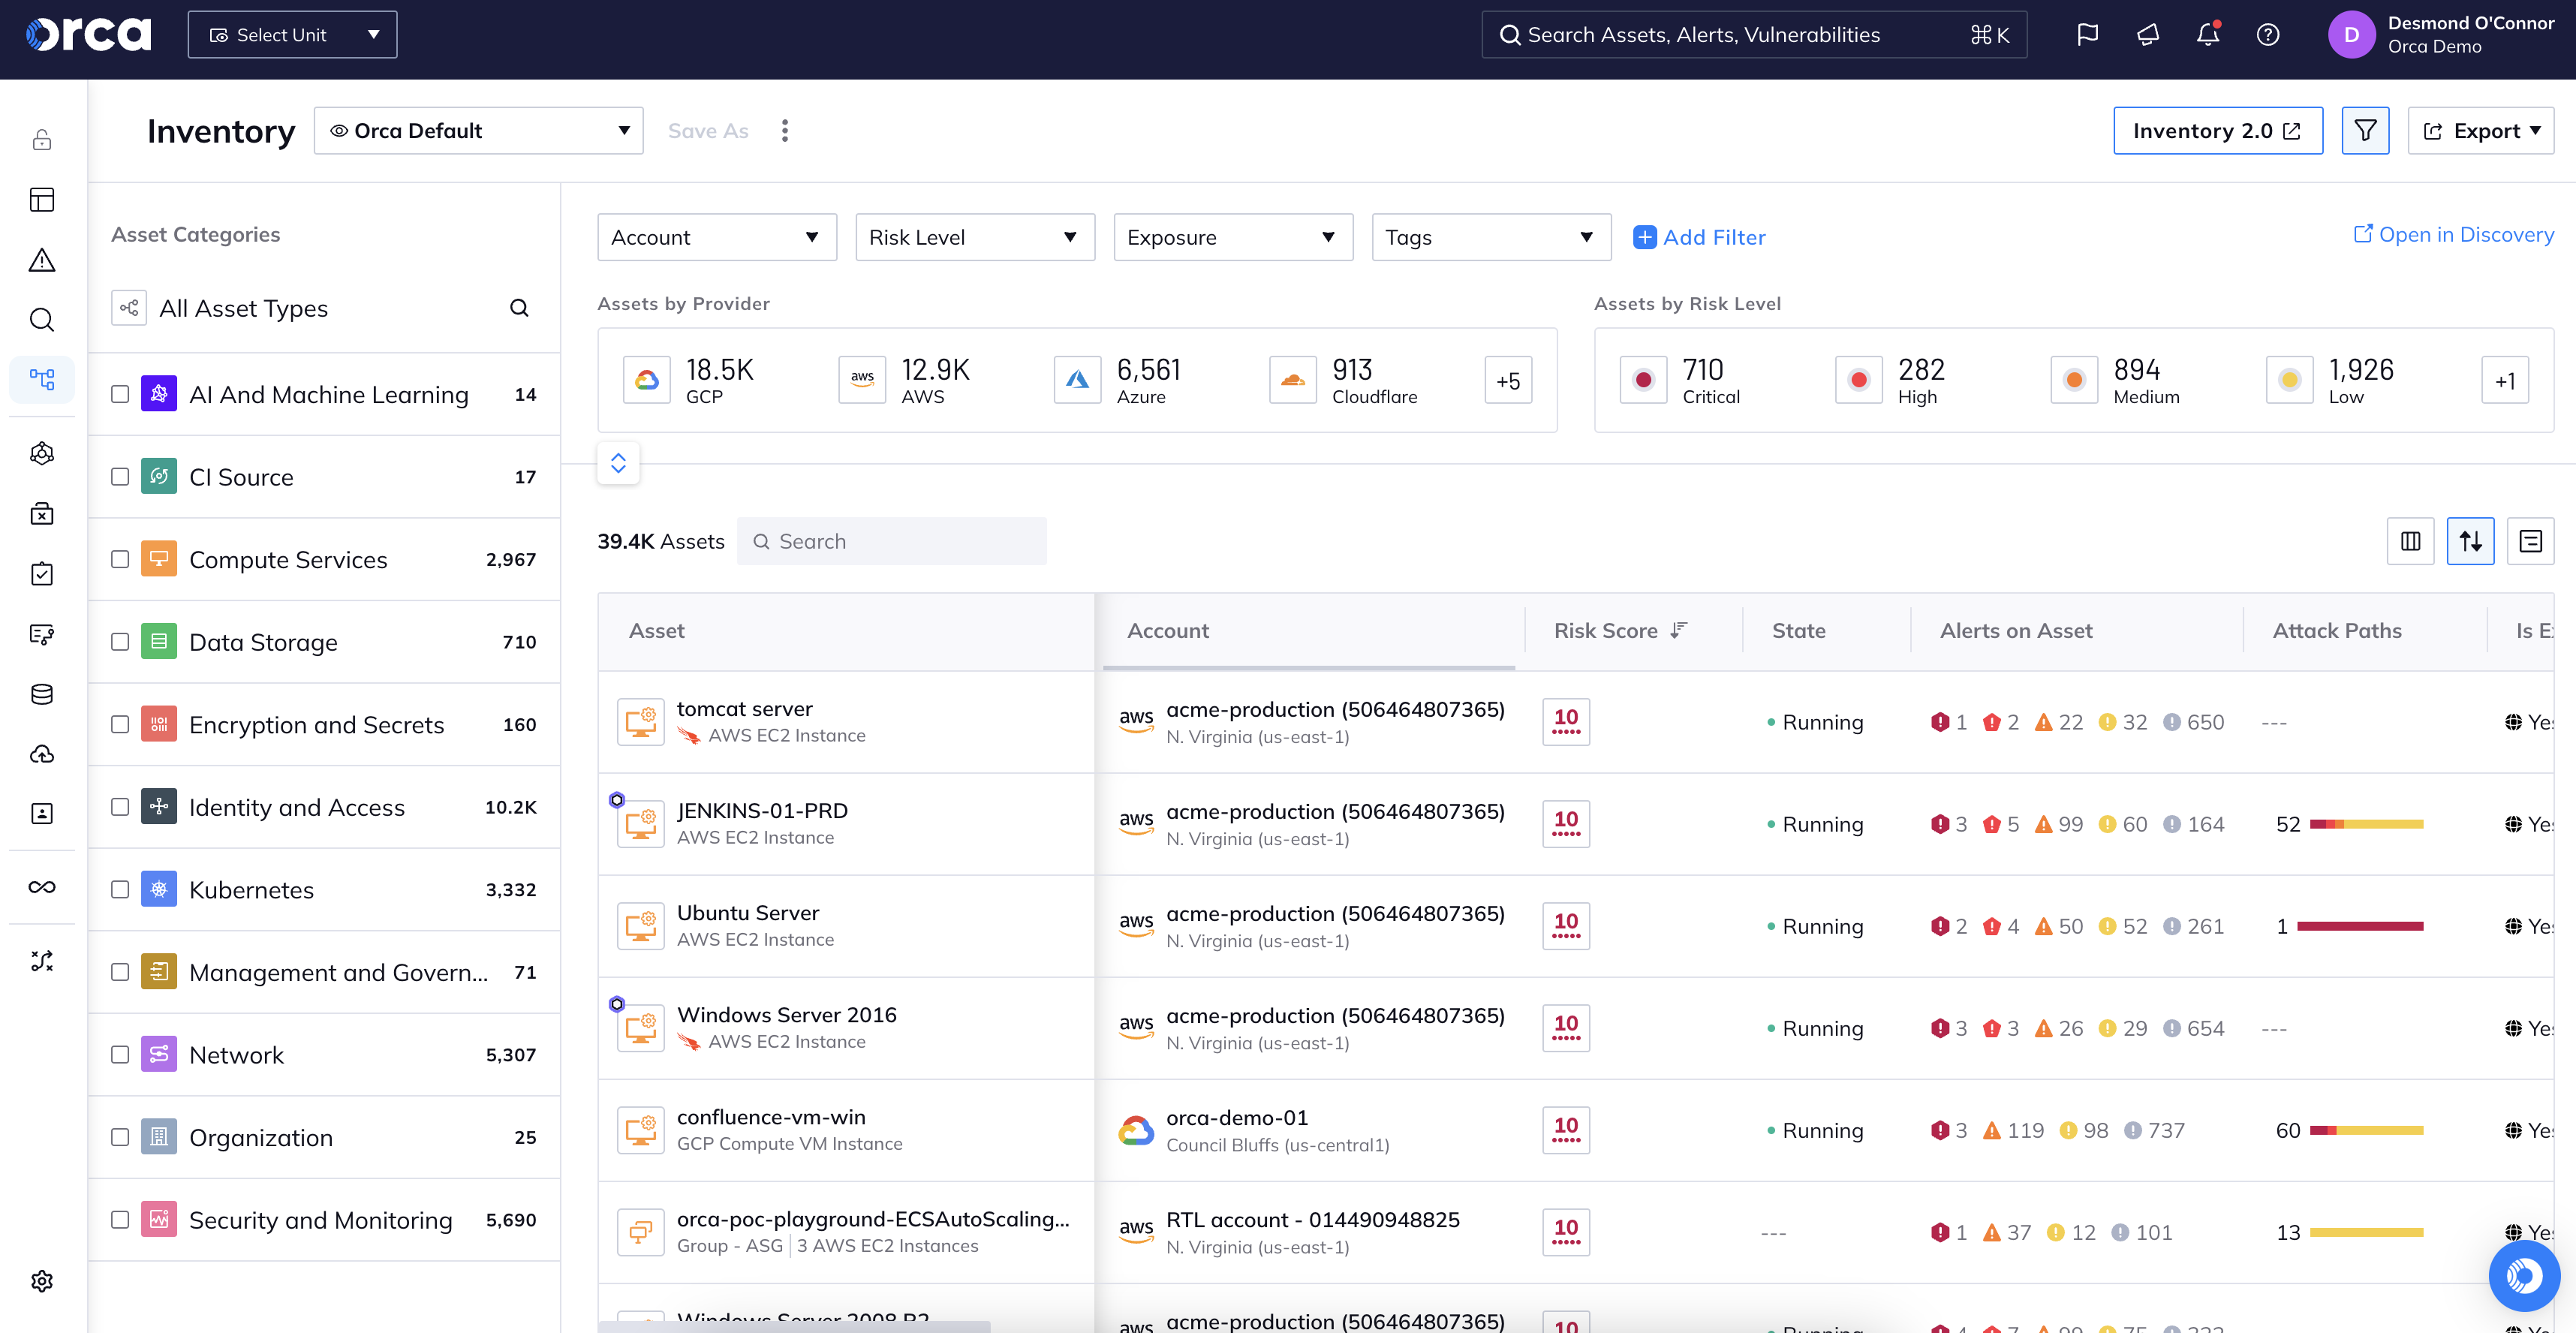 orca
Select Unit
Search Assets, Alerts, Vulnerabilities ⌘ K
D
Desmond O'Connor
Orca Demo
Inventory
Orca Default
Save As
Inventory 2.0
Export
Asset Categories
All Asset Types
AI And Machine Learning 14
CI Source 17
Compute Services 2,967
Data Storage 710
Encryption and Secrets 160
Identity and Access 10.2K
Kubernetes 3,332
Management and Govern... 71
Network 5,307
Organization 25
Security and Monitoring 5,690
Account
Risk Level
Exposure
Tags
Add Filter
Open in Discovery
Assets by Provider
18.5K
GCP
aws
12.9K
AWS
6,561
Azure
913
Cloudflare
+5
Assets by Risk Level
710
Critical
282
High
894
Medium
1,926
Low
+1
39.4K Assets
Search
Asset Account Risk Score State Alerts on Asset Attack Paths Is E
tomcat server
AWS EC2 Instance
aws
acme-production (506464807365)
N. Virginia (us-east-1)
10
Running
1 2 22 32 650
---
Yes
JENKINS-01-PRD
AWS EC2 Instance
aws
acme-production (506464807365)
N. Virginia (us-east-1)
10
Running
3 5 99 60 164
52
Yes
Ubuntu Server
AWS EC2 Instance
aws
acme-production (506464807365)
N. Virginia (us-east-1)
10
Running
2 4 50 52 261
1
Yes
Windows Server 2016
AWS EC2 Instance
aws
acme-production (506464807365)
N. Virginia (us-east-1)
10
Running
3 3 26 29 654
---
Yes
confluence-vm-win
GCP Compute VM Instance
orca-demo-01
Council Bluffs (us-central1)
10
Running
3 119 98 737
60
Yes
orca-poc-playground-ECSAutoScaling...
Group - ASG | 3 AWS EC2 Instances
aws
RTL account - 014490948825
N. Virginia (us-east-1)
10
---
1 37 12 101
13
Yes
Windows Server 2008 R2
aws
acme-production (506464807365)
10
Running